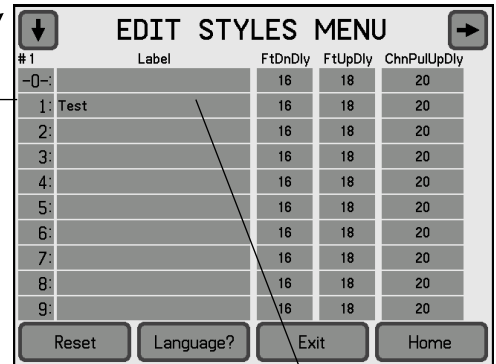 EDIT STYLES MENU
#1 Label FtDnDly FtUpDly ChnPulUpDly
-0-: 16 18 20
1: Test 16 18 20
2: 16 18 20
3: 16 18 20
4: 16 18 20
5: 16 18 20
6: 16 18 20
7: 16 18 20
8: 16 18 20
9: 16 18 20
Reset Language? Exit Home